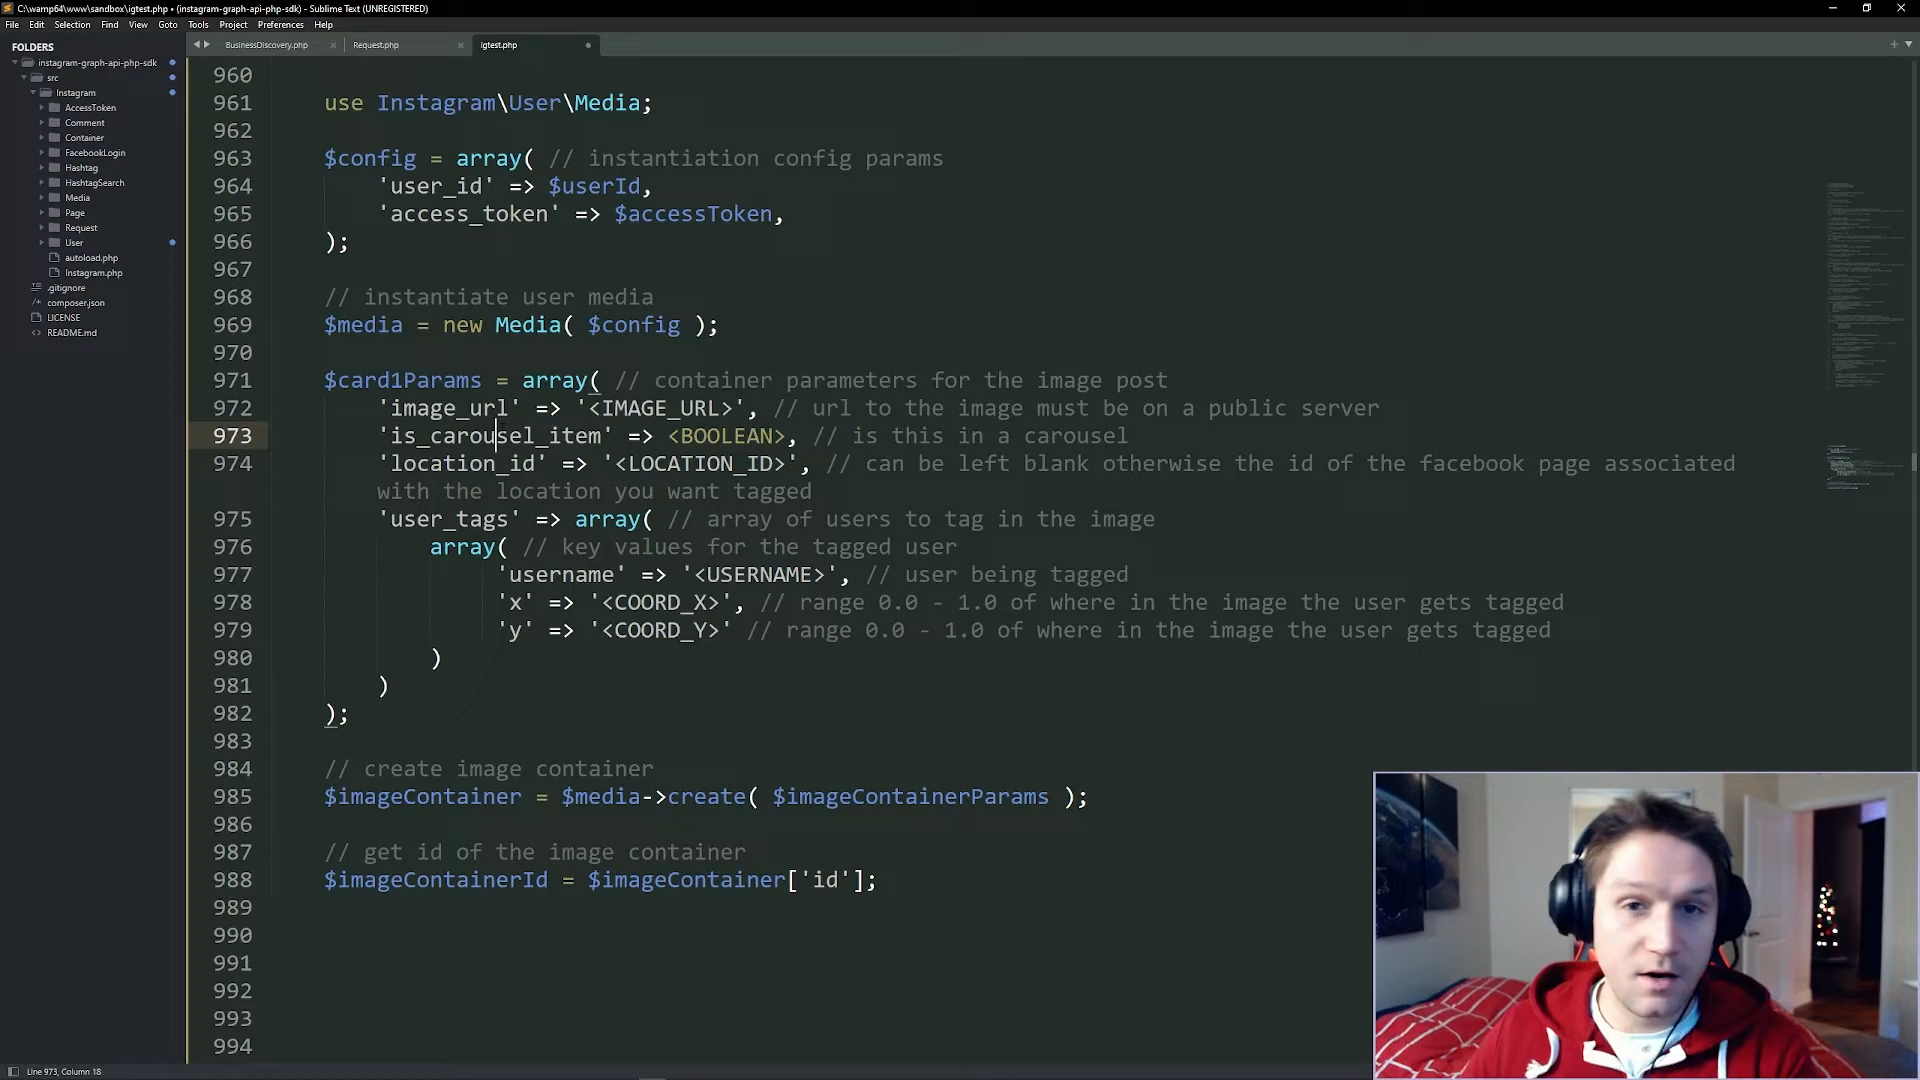 C:\wamp64\www\sandbox\igtest.php • (instagram-graph-api-php-sdk) - Sublime Text (UNREGISTERED)
File Edit Selection Find View Goto Tools Project Preferences Help
FOLDERS
instagram-graph-api-php-sdk
src
Instagram
AccessToken
Comment
Container
FacebookLogin
Hashtag
HashtagSearch
Media
Page
Request
User
autoload.php
Instagram.php
.gitignore
composer.json
LICENSE
README.md
BusinessDiscovery.php Request.php igtest.php
960
961 use Instagram\User\Media;
962
963 $config = array( // instantiation config params
964 'user_id' => $userId,
965 'access_token' => $accessToken,
966 );
967
968 // instantiate user media
969 $media = new Media( $config );
970
971 $card1Params = array( // container parameters for the image post
972 'image_url' => '<IMAGE_URL>', // url to the image must be on a public server
973 'is_carousel_item' => <BOOLEAN>, // is this in a carousel
974 'location_id' => '<LOCATION_ID>', // can be left blank otherwise the id of the facebook page associated
with the location you want tagged
975 'user_tags' => array( // array of users to tag in the image
976 array( // key values for the tagged user
977 'username' => '<USERNAME>', // user being tagged
978 'x' => '<COORD_X>', // range 0.0 - 1.0 of where in the image the user gets tagged
979 'y' => '<COORD_Y>' // range 0.0 - 1.0 of where in the image the user gets tagged
980 )
981 )
982 );
983
984 // create image container
985 $imageContainer = $media->create( $imageContainerParams );
986
987 // get id of the image container
988 $imageContainerId = $imageContainer['id'];
989
990
991
992
993
994
Line 973, Column 18